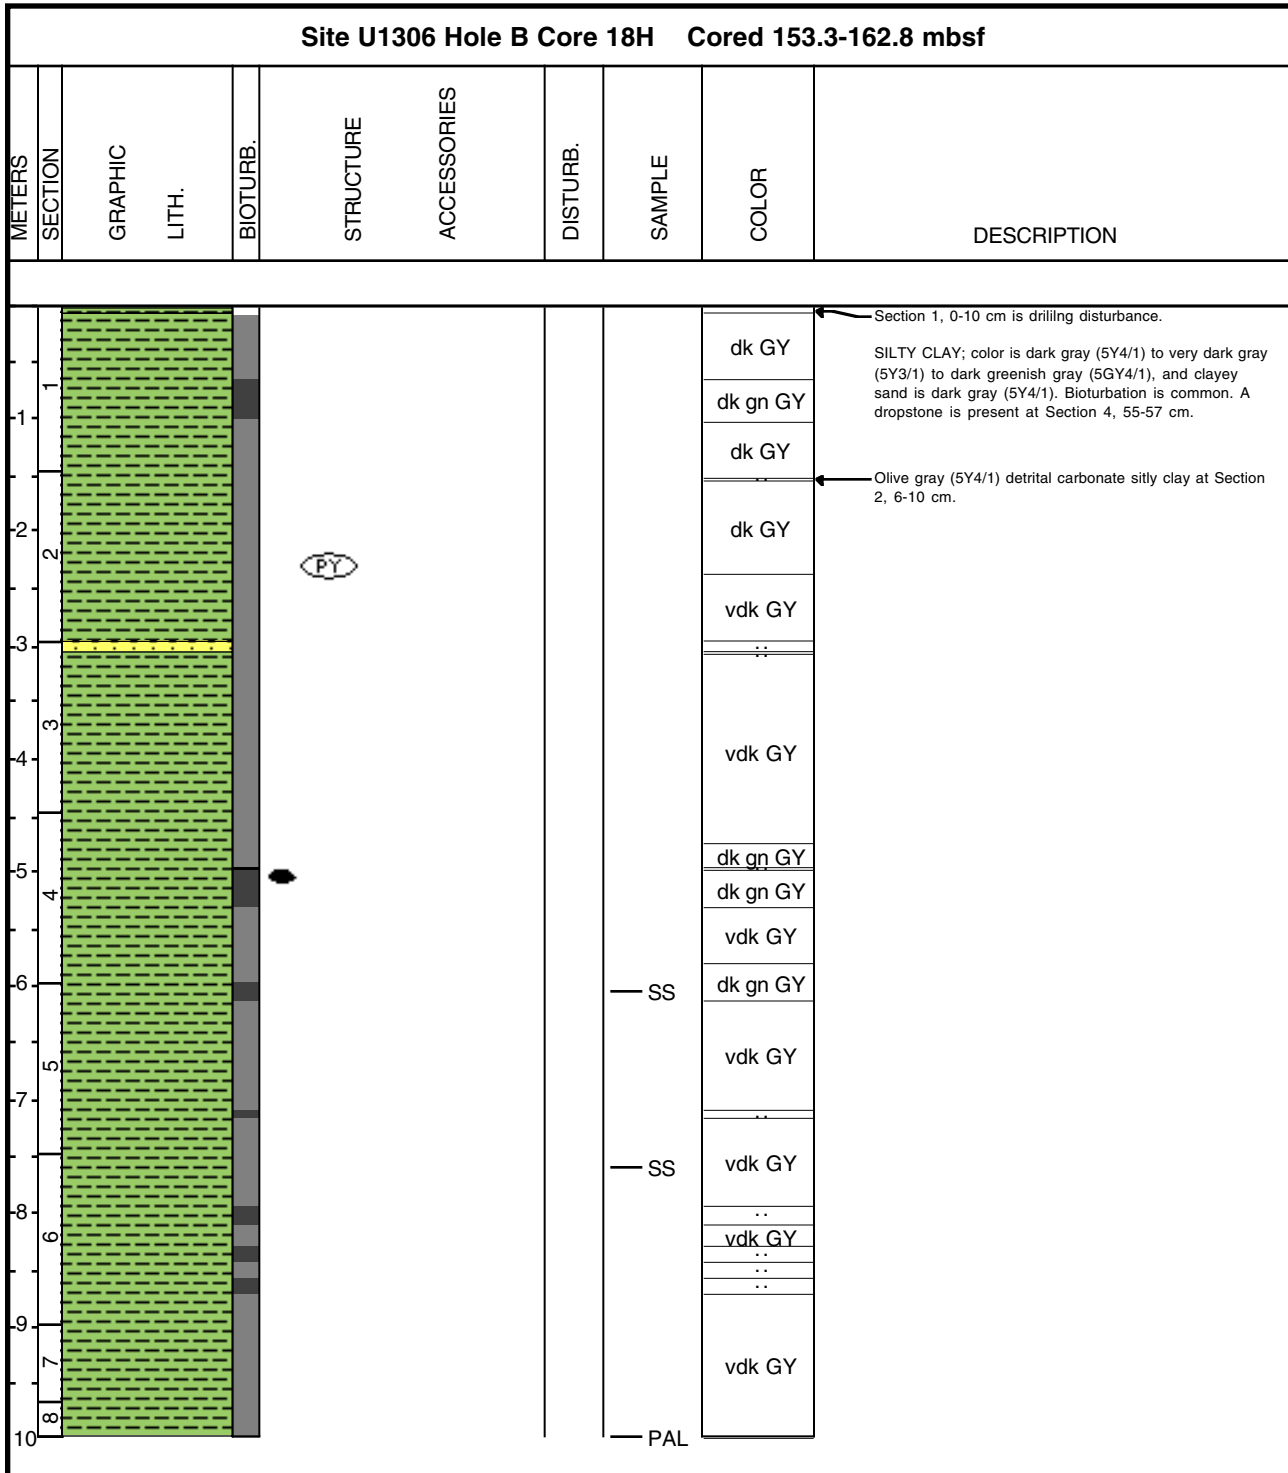 Site U1306 Hole B Core 18H Cored 153.3-162.8 mbsf
METERS
SECTION
GRAPHIC
LITH.
BIOTURB.
STRUCTURE
ACCESSORIES
DISTURB.
SAMPLE
COLOR
DESCRIPTION
Section 1, 0-10 cm is drillng disturbance.
SILTY CLAY; color is dark gray (5Y4/1) to very dark gray
(5Y3/1) to dark greenish gray (5GY4/1), and clayey
sand is dark gray (5Y4/1). Bioturbation is common. A
dropstone is present at Section 4, 55-57 cm.
Olive gray (5Y4/1) detrital carbonate sitly clay at Section
2, 6-10 cm.
1
2
3
4
5
6
7
8
9
10
1
2
3
4
5
6
7
8
PY
SS
SS
PAL
dk GY
dk gn GY
dk GY
. .
dk GY
vdk GY
. .
. .
vdk GY
dk gn GY
dk gn GY
vdk GY
dk gn GY
vdk GY
. .
vdk GY
. .
vdk GY
. .
. .
. .
vdk GY